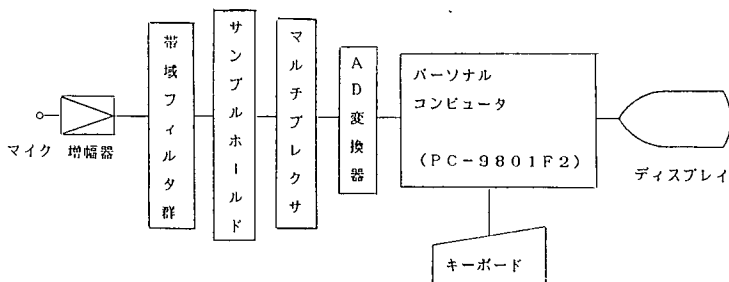 マイク
増幅器
帯域フィルタ群
サンプルホールド
マルチプレクサ
AD変換器
パーソナル
コンピュータ
(PC-9801F2)
ディスプレイ
キーボード